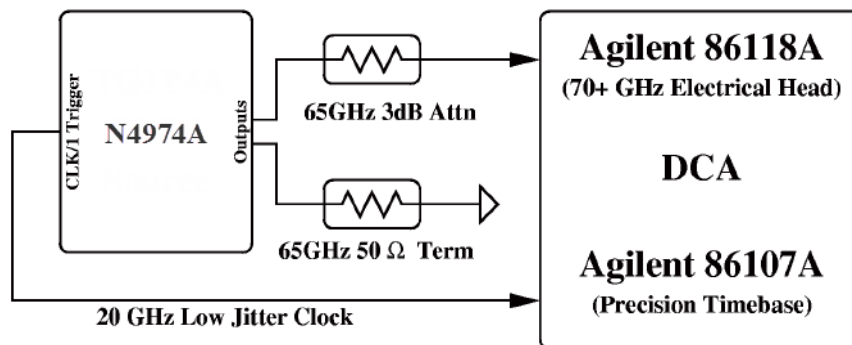 CLK/1 Trigger
N4974A
Outputs
65GHz 3dB Attn
65GHz 50 Ω Term
20 GHz Low Jitter Clock
Agilent 86118A
(70+ GHz Electrical Head)
DCA
Agilent 86107A
(Precision Timebase)